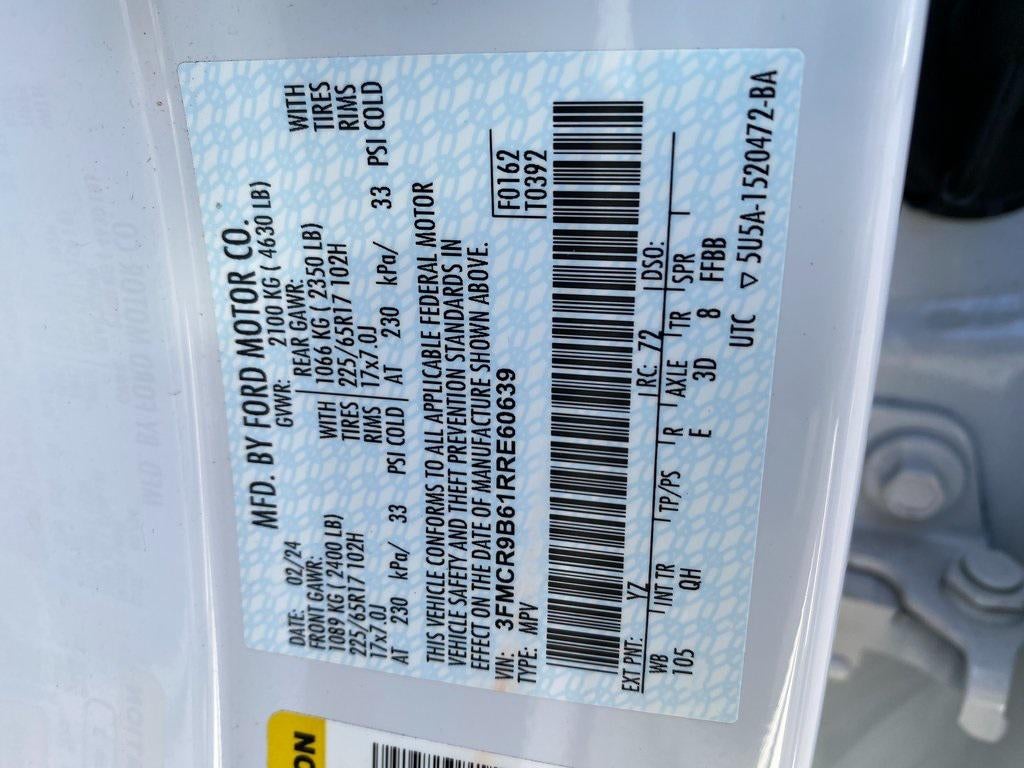 MFD. BY FORD MOTOR CO.
DATE: 02/24 GVWR: 2100 KG ( 4630 LB)
FRONT GAWR: REAR GAWR:
1089 KG ( 2400 LB) WITH 1066 KG ( 2350 LB) WITH
225/65R17 102H TIRES 225/65R17 102H TIRES
17x7.0J RIMS 17x7.0J RIMS
AT 230 kPa/ 33 PSI COLD AT 230 kPa/ 33 PSI COLD
THIS VEHICLE CONFORMS TO ALL APPLICABLE FEDERAL MOTOR
VEHICLE SAFETY AND THEFT PREVENTION STANDARDS IN
EFFECT ON THE DATE OF MANUFACTURE SHOWN ABOVE.
VIN: 3FMCR9B61RRE60639 F0162
TYPE: MPV T0392
EXT PNT: YZ RC: 72 DSO:
WB INT TR TP/PS R AXLE TR SPR
105 QH E 3D 8 FFBB
UTC ▽ 5U5A-1520472-BA
ON